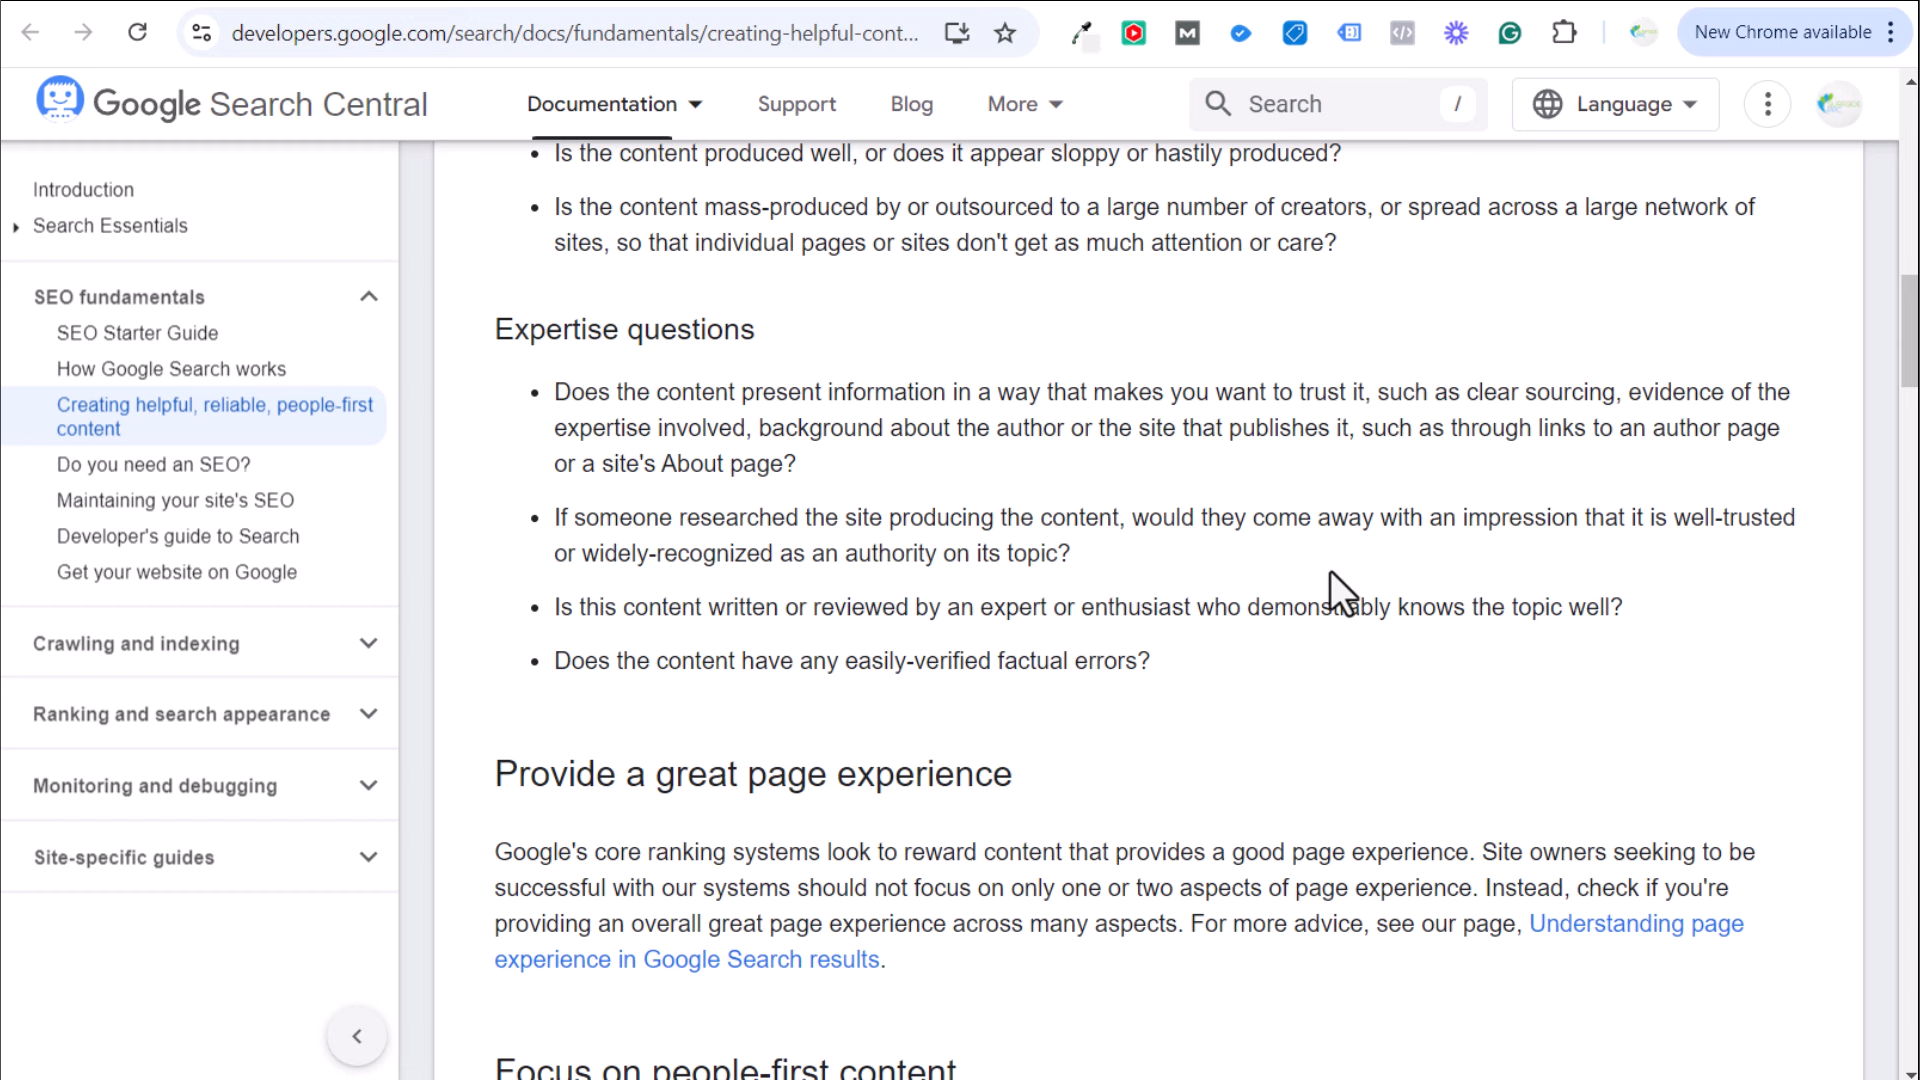 developers.google.com/search/docs/fundamentals/creating-helpful-cont...
New Chrome available
Google Search Central
Documentation
Support
Blog
More
Search
/
Language
Introduction
Search Essentials
SEO fundamentals
SEO Starter Guide
How Google Search works
Creating helpful, reliable, people-first
content
Do you need an SEO?
Maintaining your site's SEO
Developer's guide to Search
Get your website on Google
Crawling and indexing
Ranking and search appearance
Monitoring and debugging
Site-specific guides
• Is the content produced well, or does it appear sloppy or hastily produced?
• Is the content mass-produced by or outsourced to a large number of creators, or spread across a large network of
sites, so that individual pages or sites don't get as much attention or care?
Expertise questions
• Does the content present information in a way that makes you want to trust it, such as clear sourcing, evidence of the
expertise involved, background about the author or the site that publishes it, such as through links to an author page
or a site's About page?
• If someone researched the site producing the content, would they come away with an impression that it is well-trusted
or widely-recognized as an authority on its topic?
• Is this content written or reviewed by an expert or enthusiast who demonstrably knows the topic well?
• Does the content have any easily-verified factual errors?
Provide a great page experience
Google's core ranking systems look to reward content that provides a good page experience. Site owners seeking to be
successful with our systems should not focus on only one or two aspects of page experience. Instead, check if you're
providing an overall great page experience across many aspects. For more advice, see our page, Understanding page
experience in Google Search results.
Focus on people-first content